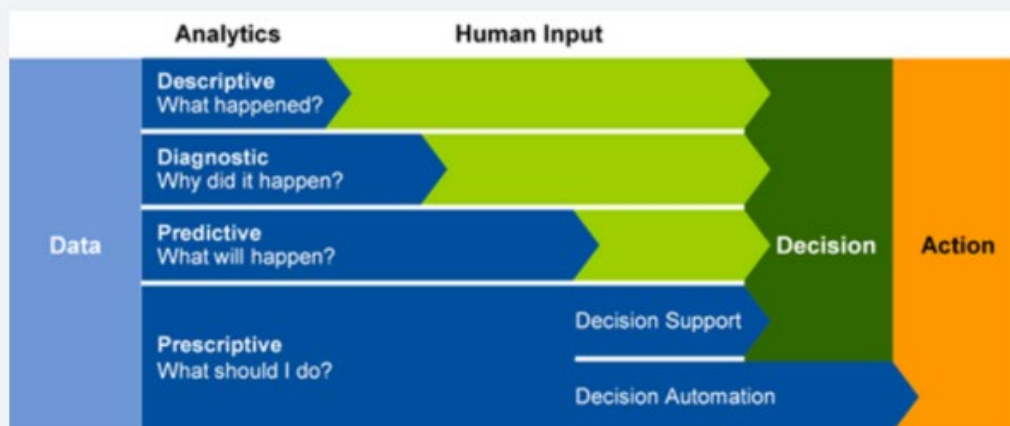 Analytics
Human Input
Descriptive
What happened?
Diagnostic
Why did it happen?
Predictive
What will happen?
Data
Decision
Action
Decision Support
Prescriptive
What should I do?
Decision Automation